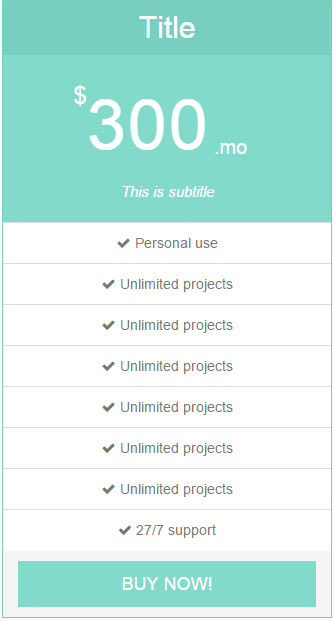 Title
$300 .mo
This is subtitle
✔ Personal use
✔ Unlimited projects
✔ Unlimited projects
✔ Unlimited projects
✔ Unlimited projects
✔ Unlimited projects
✔ Unlimited projects
✔ 27/7 support
BUY NOW!